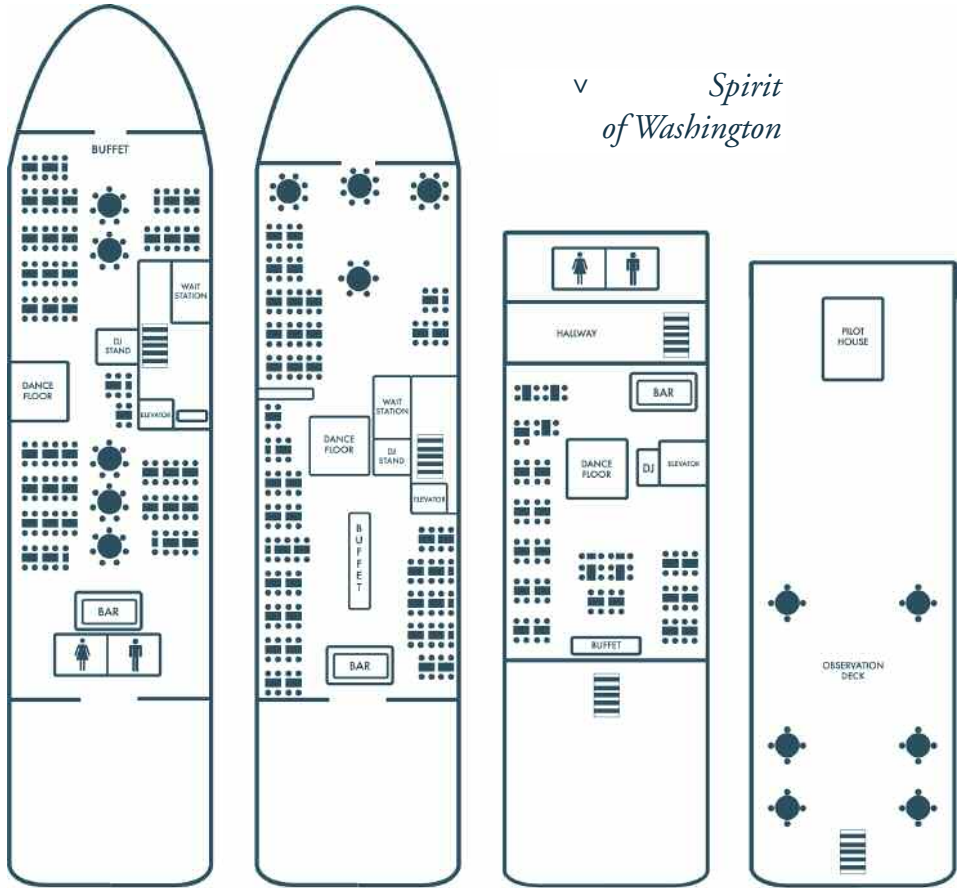 v Spirit
of Washington
BUFFET
WAIT
STATION
DJ
STAND
DANCE
FLOOR
ELEVATOR
BAR
WAIT
STATION
DANCE
FLOOR
DJ
STAND
ELEVATOR
BUFFET
BAR
HALLWAY
BAR
DANCE
FLOOR
DJ
ELEVATOR
BUFFET
PILOT
HOUSE
OBSERVATION
DECK